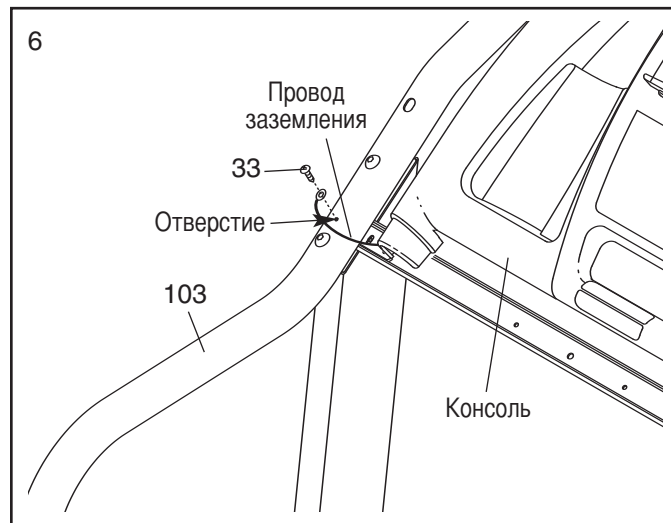 6
Провод
заземления
33
Отверстие
103
Консоль